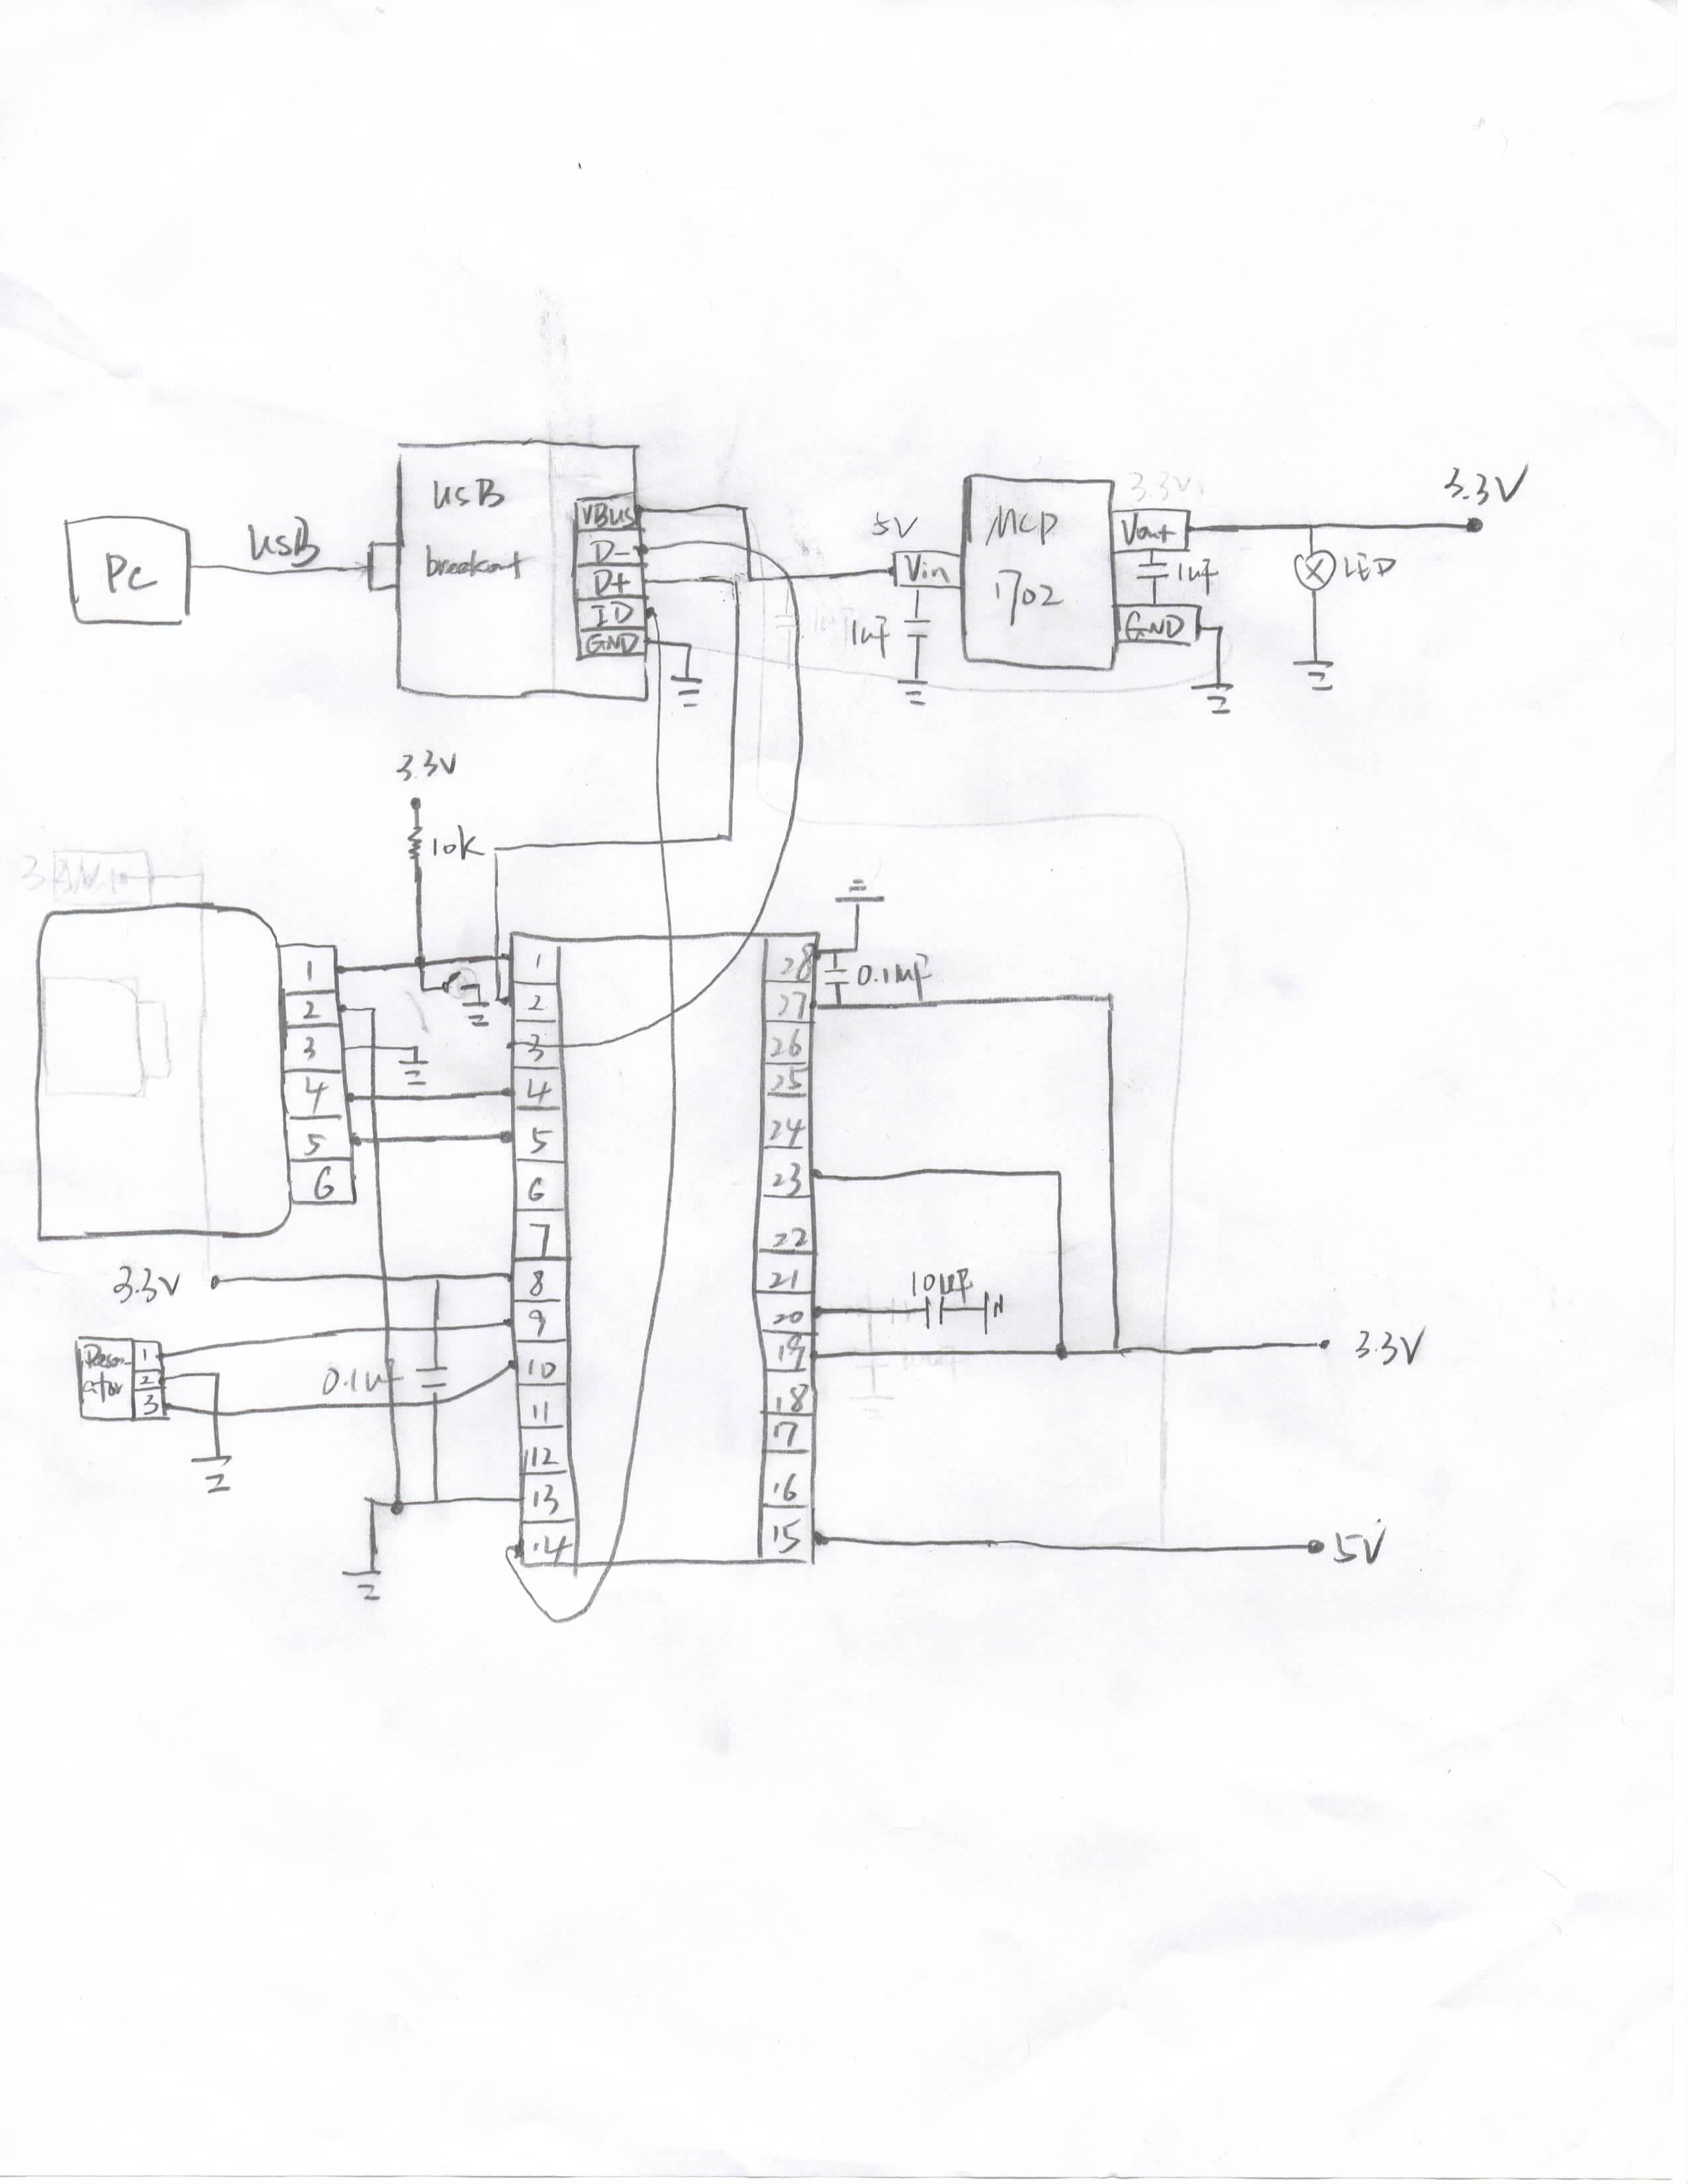 3.3V
USB
VBus
5V
MCP
Vout
3.3V
PC
USB
breakout
D-
D+
ID
GND
Vin
1702
1uF
LED
1uF
GND
3.3V
10K
1
2
3
4
5
6
1
2
3
4
5
6
7
8
9
10
11
12
13
14
28
27
26
25
24
23
22
21
20
19
18
17
16
15
0.1uF
10uF
3.3V
5V
3.3V
Reson-
ator
1
2
3
0.1uF